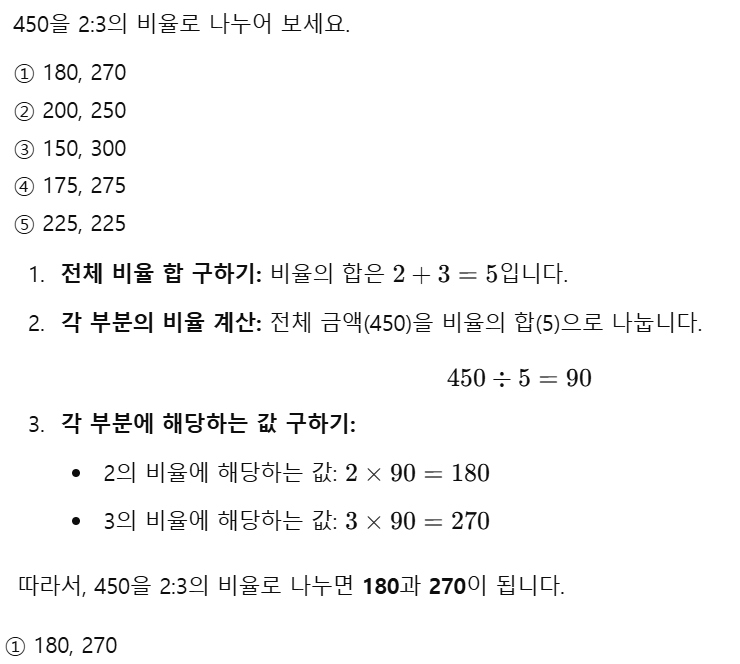 450을 2:3의 비율로 나누어 보세요.
① 180, 270
② 200, 250
③ 150, 300
④ 175, 275
⑤ 225, 225
1. 전체 비율 합 구하기: 비율의 합은 2 + 3 = 5입니다.
2. 각 부분의 비율 계산: 전체 금액(450)을 비율의 합(5)으로 나눕니다.
450 ÷ 5 = 90
3. 각 부분에 해당하는 값 구하기:
• 2의 비율에 해당하는 값: 2 × 90 = 180
• 3의 비율에 해당하는 값: 3 × 90 = 270
따라서, 450을 2:3의 비율로 나누면 180과 270이 됩니다.
① 180, 270